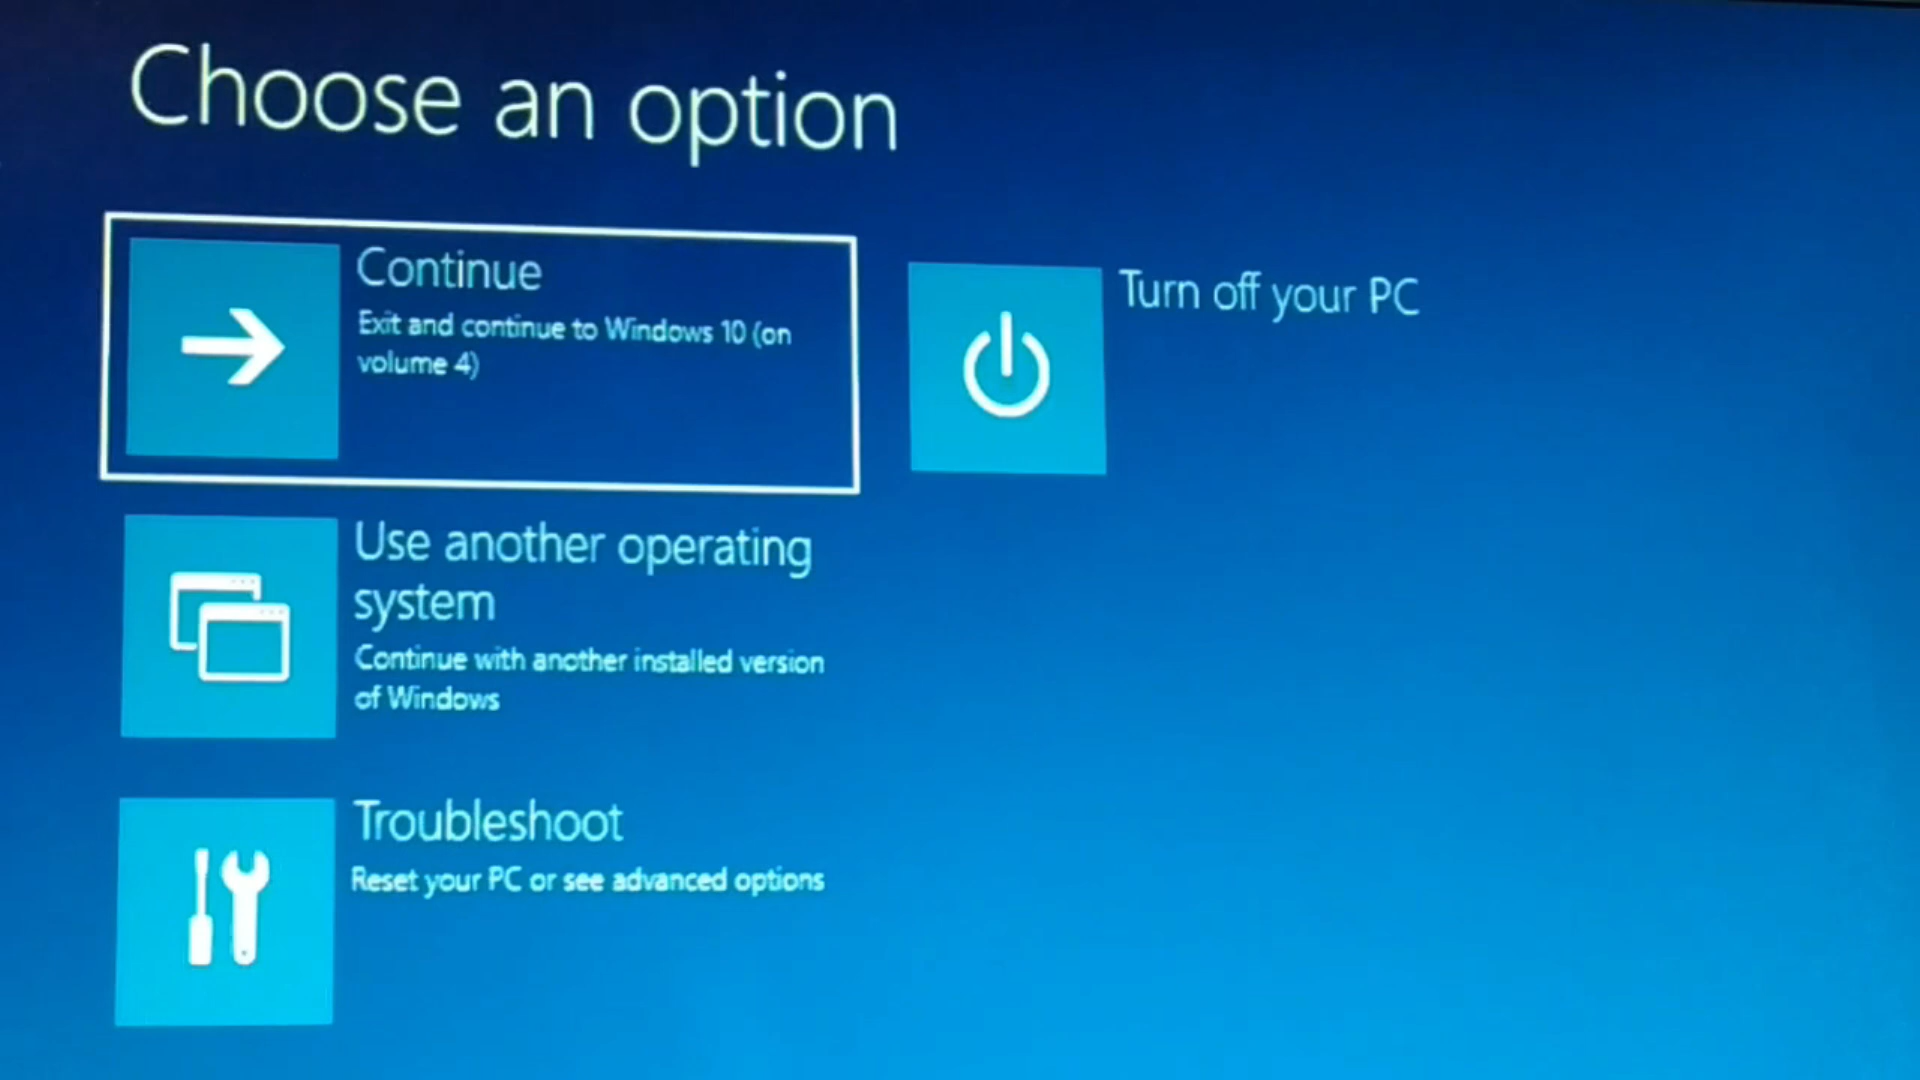 Choose an option
Continue
Exit and continue to Windows 10 (on
volume 4)
Turn off your PC
Use another operating
system
Continue with another installed version
of Windows
Troubleshoot
Reset your PC or see advanced options